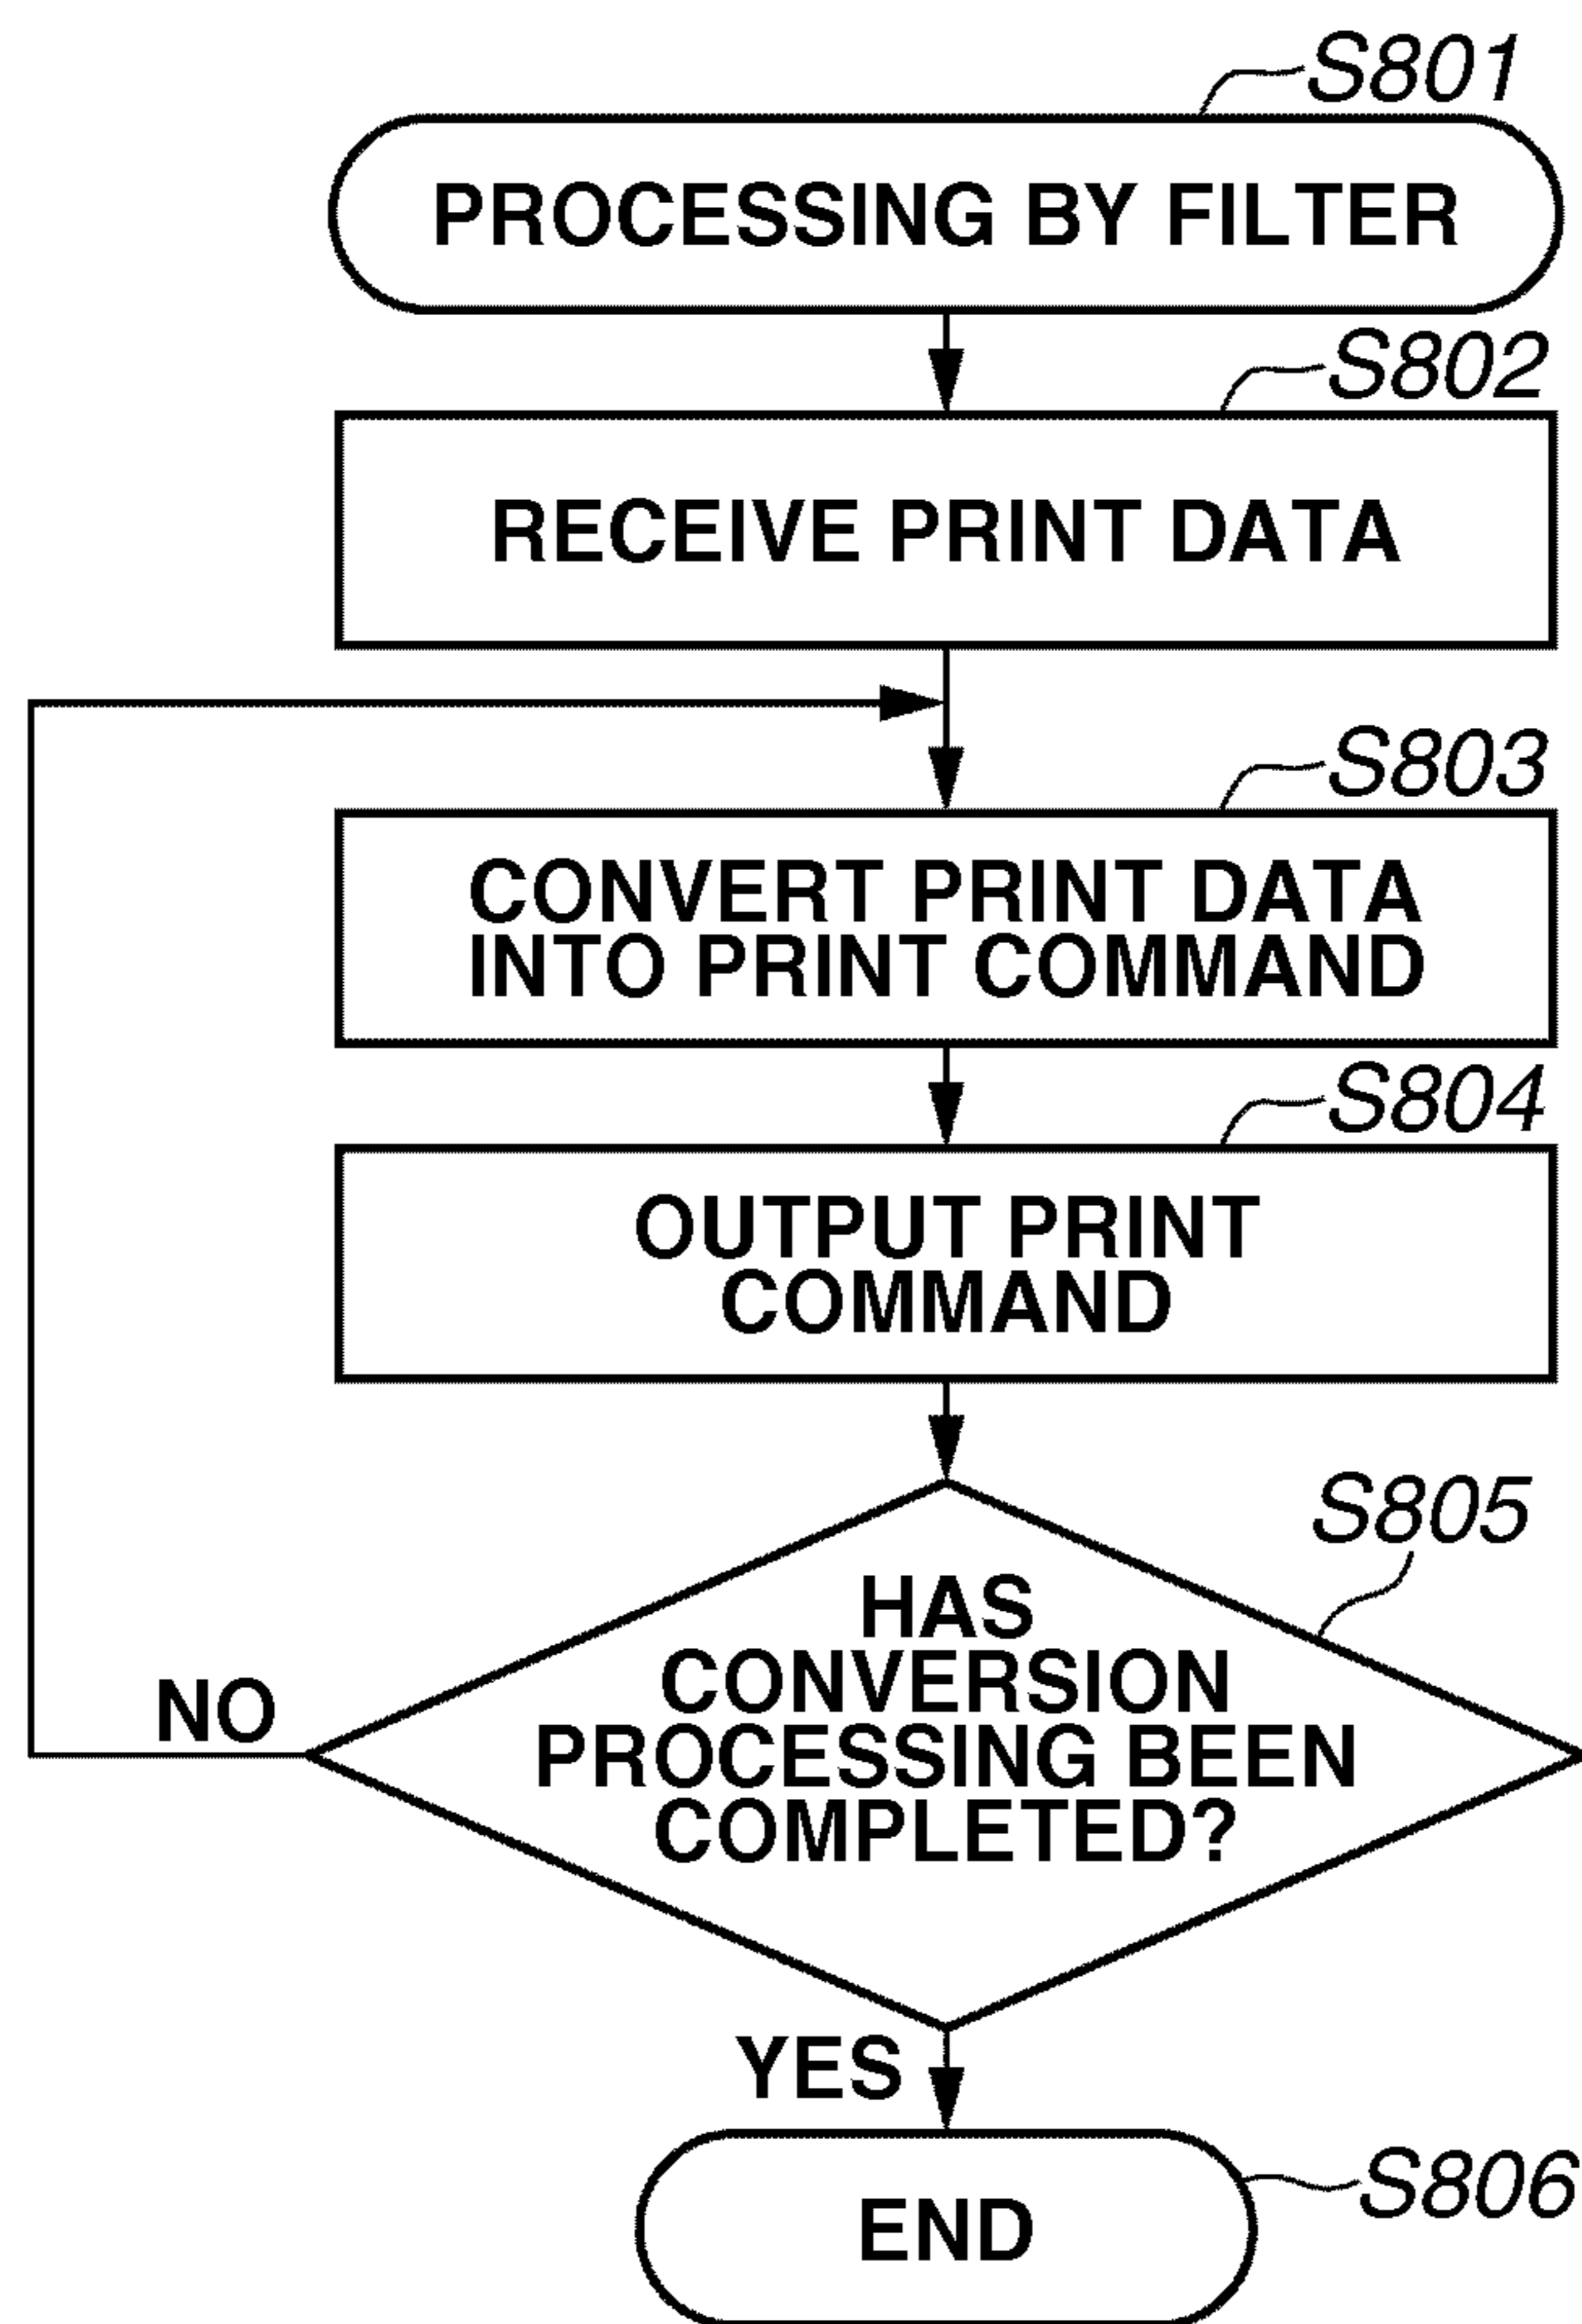 S801
PROCESSING BY FILTER
S802
RECEIVE PRINT DATA
S803
CONVERT PRINT DATA
INTO PRINT COMMAND
S804
OUTPUT PRINT
COMMAND
S805
HAS
CONVERSION
PROCESSING BEEN
COMPLETED?
NO
YES
S806
END